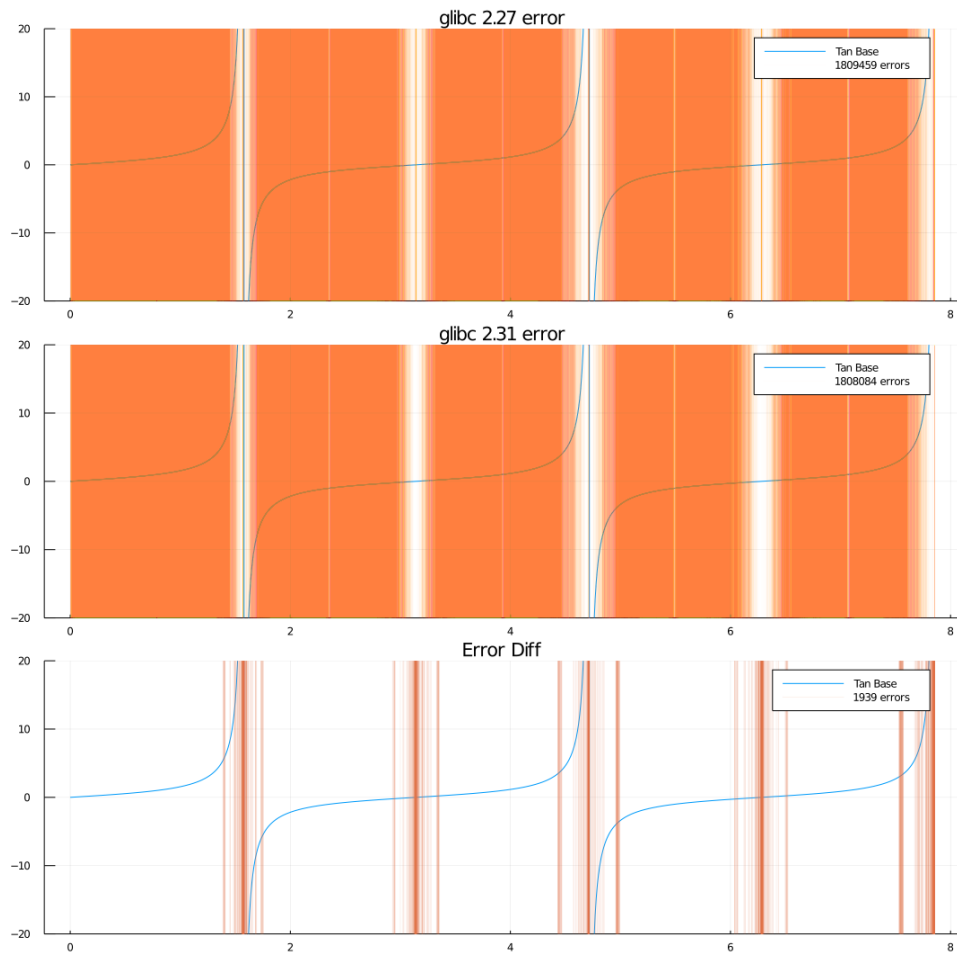 glibc 2.27 error
20
10
0
−10
−20
Tan Base
1809459 errors
0 2 4 6 8
glibc 2.31 error
20
10
0
−10
−20
Tan Base
1808084 errors
0 2 4 6 8
Error Diff
20
10
0
−10
−20
Tan Base
1939 errors
0 2 4 6 8